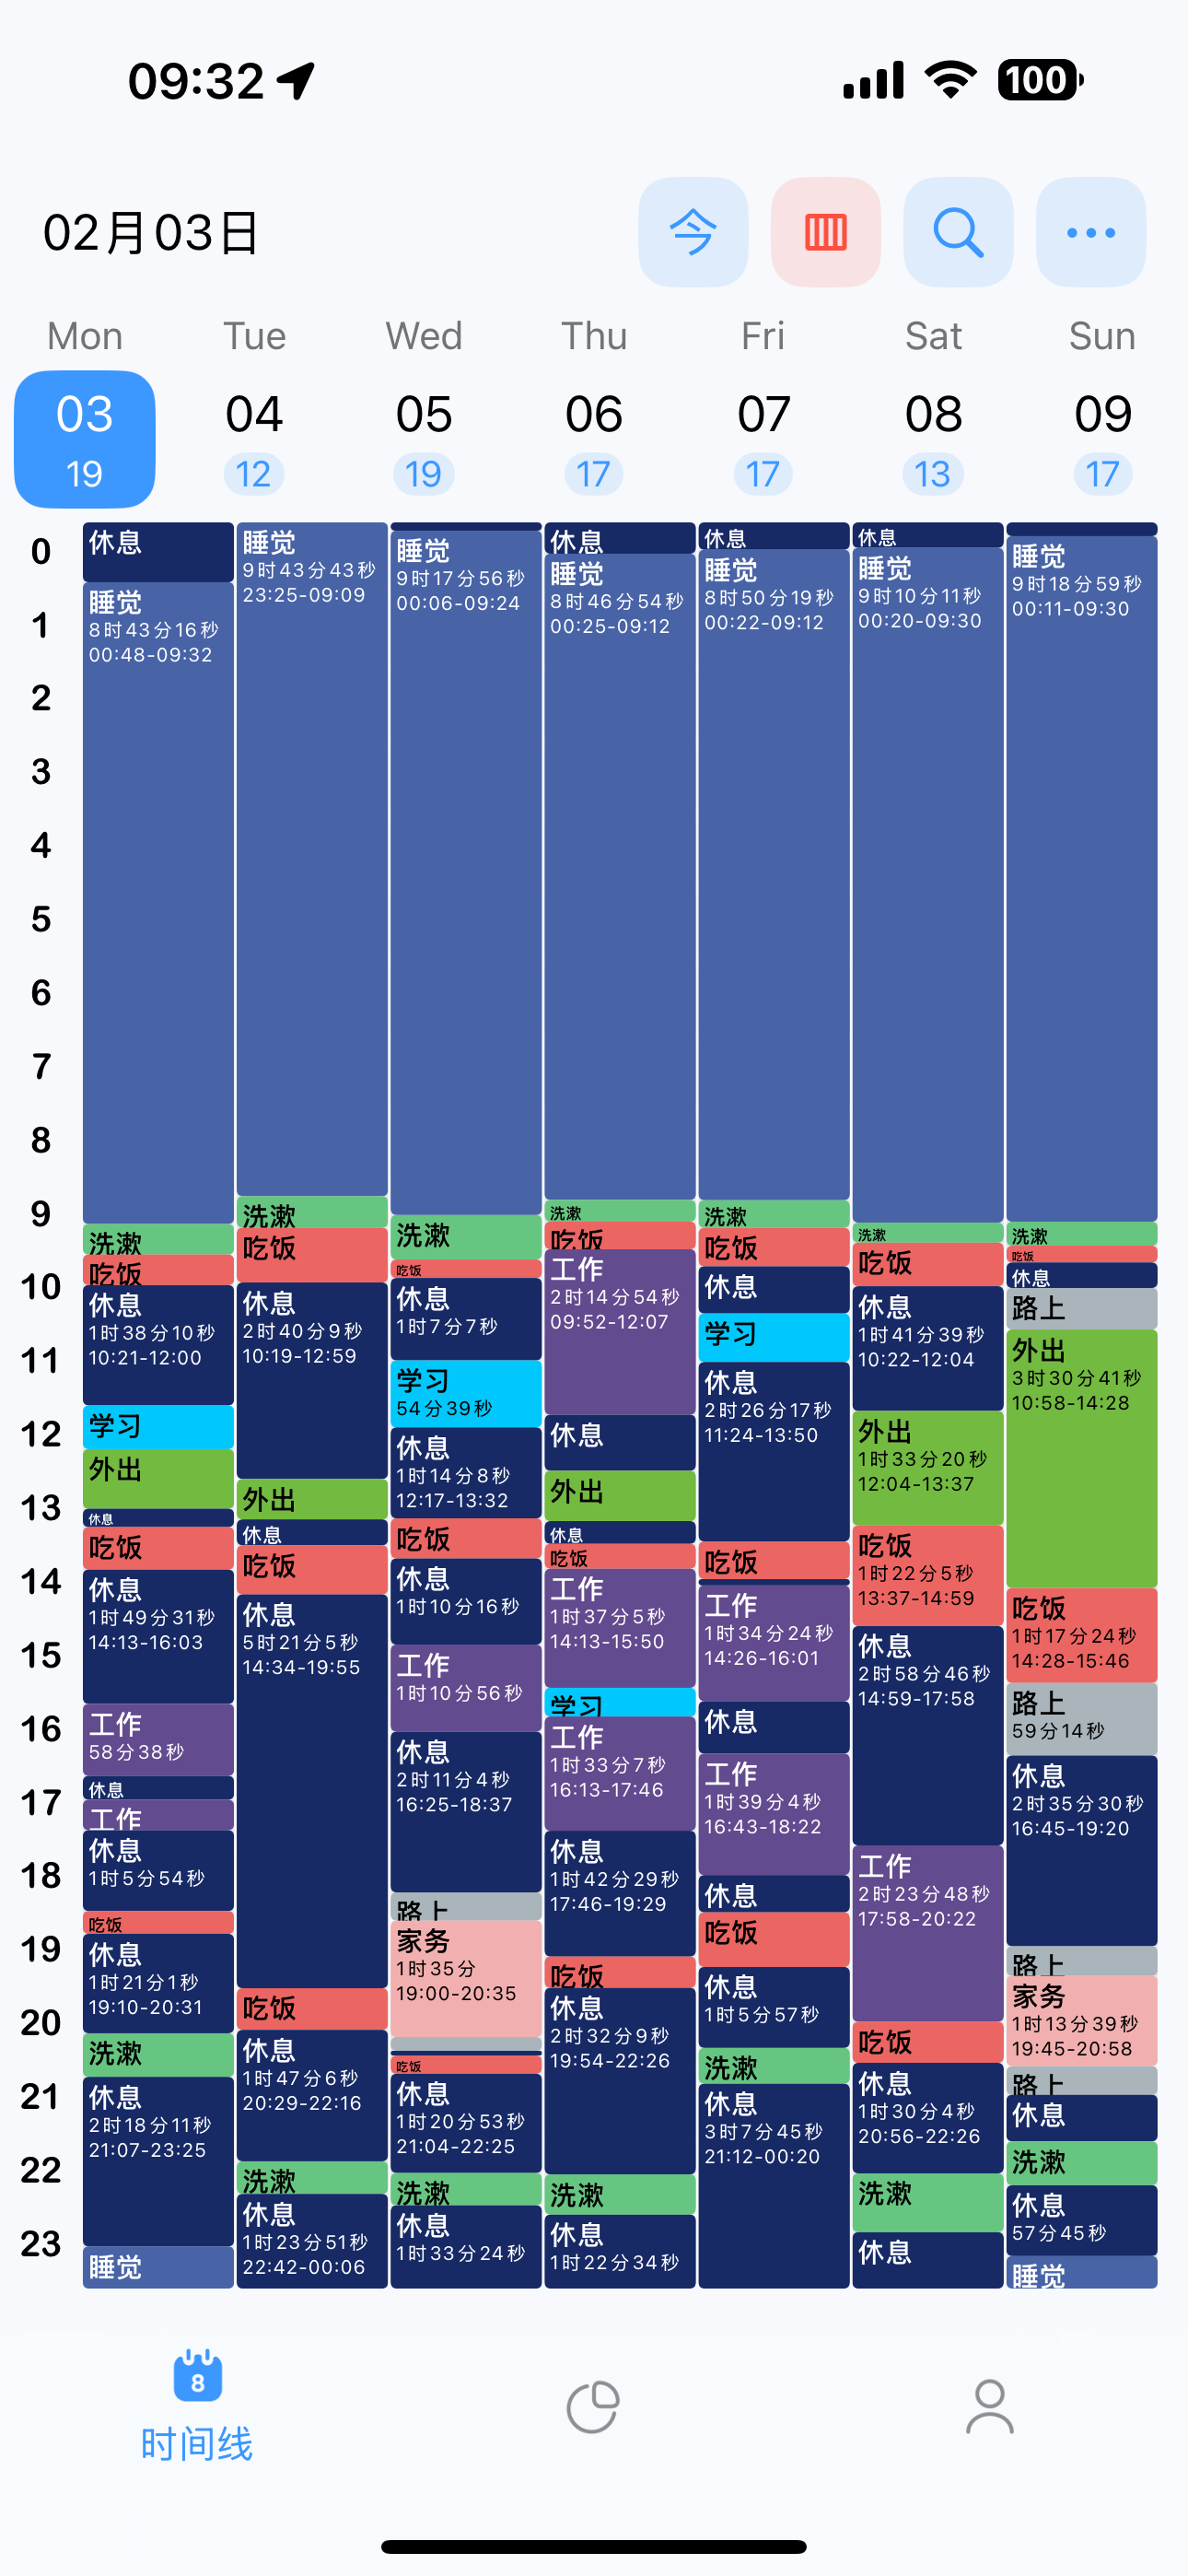 09:32
100
02月03日
今
Mon Tue Wed Thu Fri Sat Sun
03 04 05 06 07 08 09
19 12 19 17 17 13 17
0
1
2
3
4
5
6
7
8
9
10
11
12
13
14
15
16
17
18
19
20
21
22
23
休息
睡觉
8时43分16秒
00:48-09:32
洗漱
吃饭
休息
1时38分10秒
10:21-12:00
学习
外出
休息
吃饭
休息
1时49分31秒
14:13-16:03
工作
58分38秒
休息
工作
休息
1时5分54秒
吃饭
休息
1时21分1秒
19:10-20:31
洗漱
休息
2时18分11秒
21:07-23:25
睡觉
睡觉
9时43分43秒
23:25-09:09
洗漱
吃饭
休息
2时40分9秒
10:19-12:59
外出
休息
吃饭
休息
5时21分5秒
14:34-19:55
吃饭
休息
1时47分6秒
20:29-22:16
洗漱
休息
1时23分51秒
22:42-00:06
睡觉
9时17分56秒
00:06-09:24
洗漱
吃饭
休息
1时7分7秒
学习
54分39秒
休息
1时14分8秒
12:17-13:32
吃饭
休息
1时10分16秒
工作
1时10分56秒
休息
2时11分4秒
16:25-18:37
路上
家务
1时35分
19:00-20:35
吃饭
休息
1时20分53秒
21:04-22:25
洗漱
休息
1时33分24秒
休息
睡觉
8时46分54秒
00:25-09:12
洗漱
吃饭
工作
2时14分54秒
09:52-12:07
休息
外出
休息
吃饭
工作
1时37分5秒
14:13-15:50
学习
工作
1时33分7秒
16:13-17:46
休息
1时42分29秒
17:46-19:29
吃饭
休息
2时32分9秒
19:54-22:26
洗漱
休息
1时22分34秒
休息
睡觉
8时50分19秒
00:22-09:12
洗漱
吃饭
休息
学习
休息
2时26分17秒
11:24-13:50
吃饭
工作
1时34分24秒
14:26-16:01
休息
工作
1时39分4秒
16:43-18:22
休息
吃饭
休息
1时5分57秒
洗漱
休息
3时7分45秒
21:12-00:20
休息
睡觉
9时10分11秒
00:20-09:30
洗漱
吃饭
休息
1时41分39秒
10:22-12:04
外出
1时33分20秒
12:04-13:37
吃饭
1时22分5秒
13:37-14:59
休息
2时58分46秒
14:59-17:58
工作
2时23分48秒
17:58-20:22
吃饭
休息
1时30分4秒
20:56-22:26
洗漱
休息
睡觉
9时18分59秒
00:11-09:30
洗漱
吃饭
休息
路上
外出
3时30分41秒
10:58-14:28
吃饭
1时17分24秒
14:28-15:46
路上
59分14秒
休息
2时35分30秒
16:45-19:20
路上
家务
1时13分39秒
19:45-20:58
路上
休息
洗漱
休息
57分45秒
睡觉
8
时间线